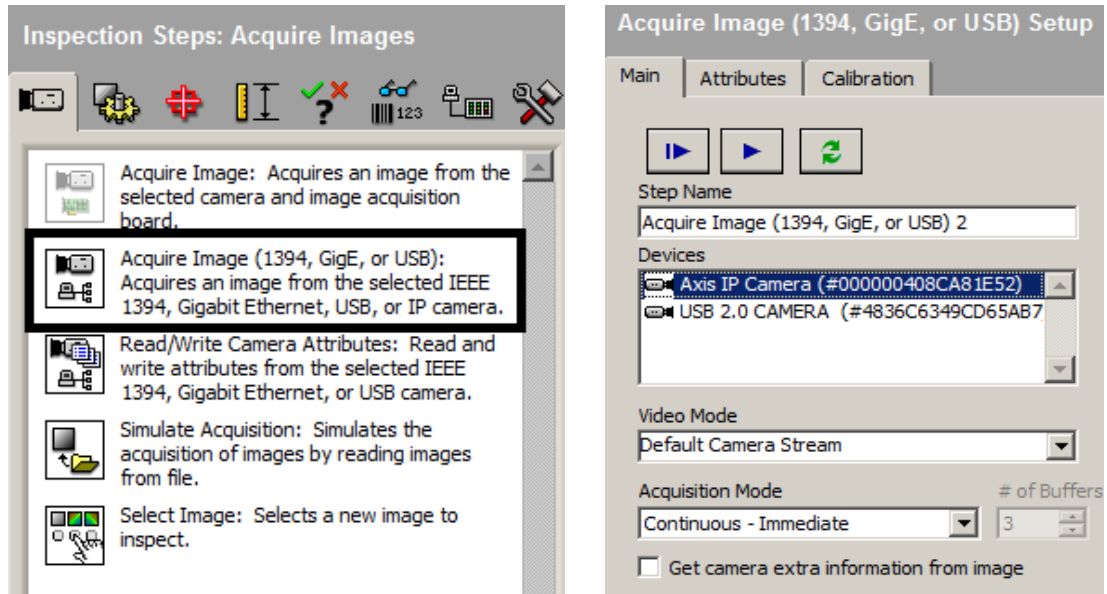 Inspection Steps: Acquire Images
123
Acquire Image: Acquires an image from the
selected camera and image acquisition
board.
Acquire Image (1394, GigE, or USB):
Acquires an image from the selected IEEE
1394, Gigabit Ethernet, USB, or IP camera.
Read/Write Camera Attributes: Read and
write attributes from the selected IEEE
1394, Gigabit Ethernet, or USB camera.
Simulate Acquisition: Simulates the
acquisition of images by reading images
from file.
Select Image: Selects a new image to
inspect.
Acquire Image (1394, GigE, or USB) Setup
Main Attributes Calibration
Step Name
Acquire Image (1394, GigE, or USB) 2
Devices
Axis IP Camera (#000000408CA81E52)
USB 2.0 CAMERA (#4836C6349CD65AB7
Video Mode
Default Camera Stream
Acquisition Mode # of Buffers
Continuous - Immediate 3
Get camera extra information from image